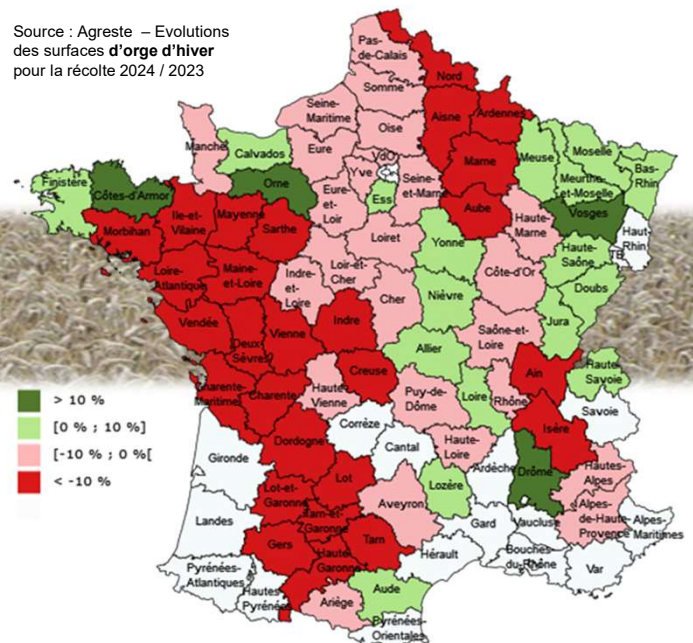 Source : Agreste – Evolutions
des surfaces d'orge d'hiver
pour la récolte 2024 / 2023
Pas-
de-Calais
Nord
Somme
Seine-
Maritime
Aisne
Ardennes
Oise
Manche
Calvados
Eure
VdO
Marne
Meuse
Moselle
Bas-
Rhin
Meurthe-
et-Moselle
Finistère
Côtes-d'Armor
Orne
Yve
Ess
Seine-
et-Marne
Eure-
et-
Loir
Aube
Haute-
Marne
Vosges
Haut-
Rhin
Morbihan
Ille-et-
Vilaine
Mayenne
Sarthe
Loiret
Yonne
Haute-
Saône
TB
Loire-
Atlantique
Maine-
et-Loire
Indre-
et-
Loire
Loir-et-
Cher
Cher
Nièvre
Côte-d'Or
Doubs
Jura
Vendée
Deux
Sèvres
Vienne
Indre
Allier
Saône-et-
Loire
Charente-
Maritime
Charente
Haute
Vienne
Creuse
Puy-de-
Dôme
Loire
Rhône
Ain
Haute-
Savoie
Savoie
> 10 %
[0 % ; 10 %]
[-10 % ; 0 %[
< -10 %
Gironde
Dordogne
Corrèze
Cantal
Haute-
Loire
Isère
Ardèche
Drôme
Hautes-
Alpes
Lot-et-
Garonne
Lot
Lozère
Aveyron
Tarn-et-
Garonne
Landes
Gers
Tarn
Gard
Vaucluse
Alpes-
de-Haute-
Provence
Alpes-
Maritimes
Haute
Garonne
Hérault
Bouches-
du-Rhône
Var
Pyrénées-
Atlantiques
Hautes
Pyrénées
Ariège
Aude
Pyrénées-
Orientales